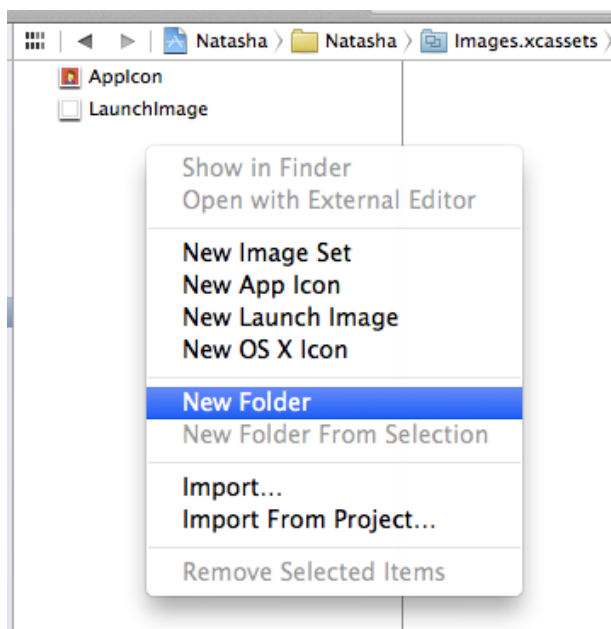 Natasha Natasha Images.xcassets
AppIcon
LaunchImage
Show in Finder
Open with External Editor
New Image Set
New App Icon
New Launch Image
New OS X Icon
New Folder
New Folder From Selection
Import...
Import From Project...
Remove Selected Items